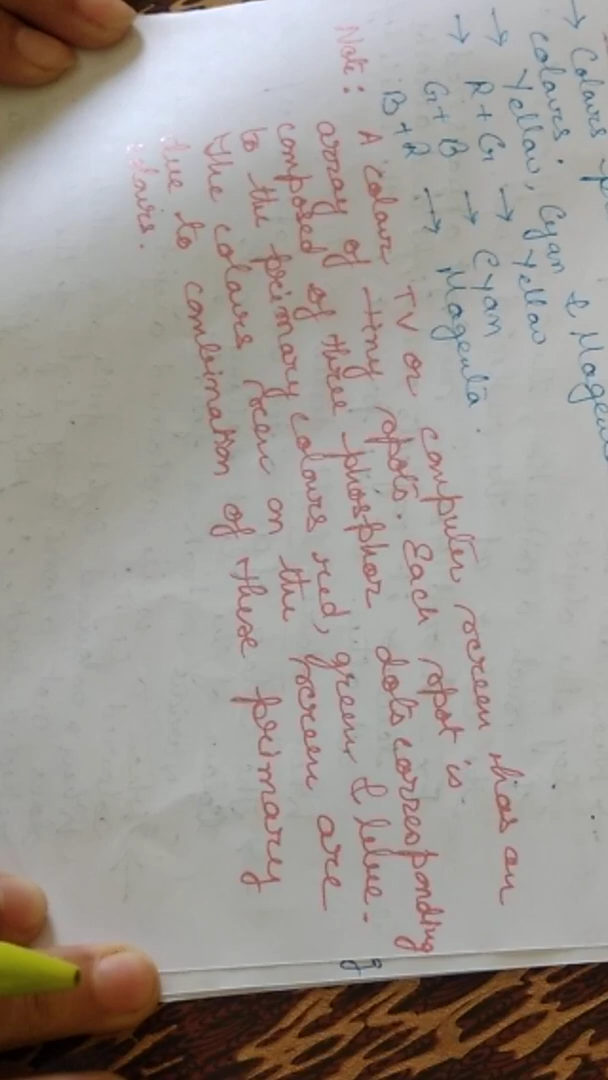 → Colours
colours.
Yellow, Cyan & Magen
→ R + G → Yellow
→ G + B → Cyan
B + R → Magenta.
Note: A colour TV or computer screen has an
array of tiny spots. Each spot is
composed of three phosphor dots corresponding
to the primary colours red, green & blue.
The colours seen on the screen are
due to combination of these primary